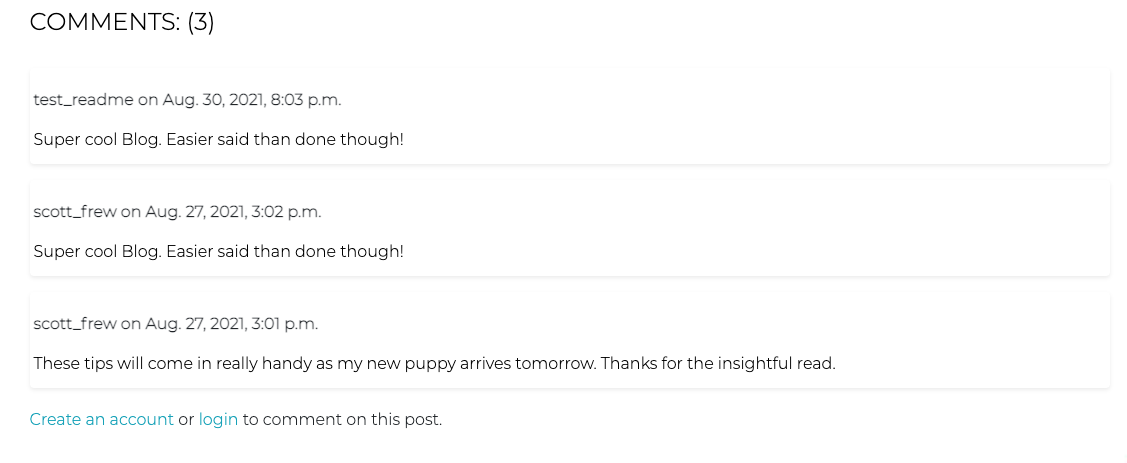 COMMENTS: (3)
test_readme on Aug. 30, 2021, 8:03 p.m.
Super cool Blog. Easier said than done though!
scott_frew on Aug. 27, 2021, 3:02 p.m.
Super cool Blog. Easier said than done though!
scott_frew on Aug. 27, 2021, 3:01 p.m.
These tips will come in really handy as my new puppy arrives tomorrow. Thanks for the insightful read.
Create an account or login to comment on this post.